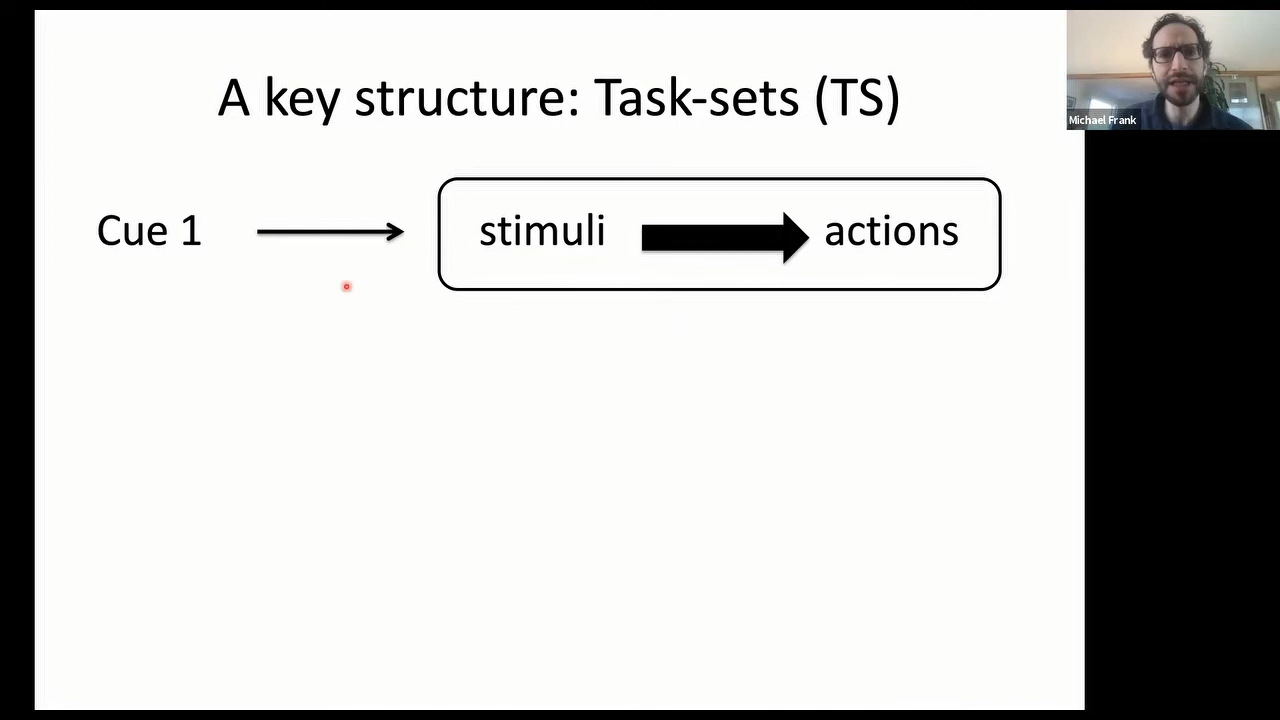 A key structure: Task-sets (TS)
Cue 1
stimuli
actions
Michael Frank